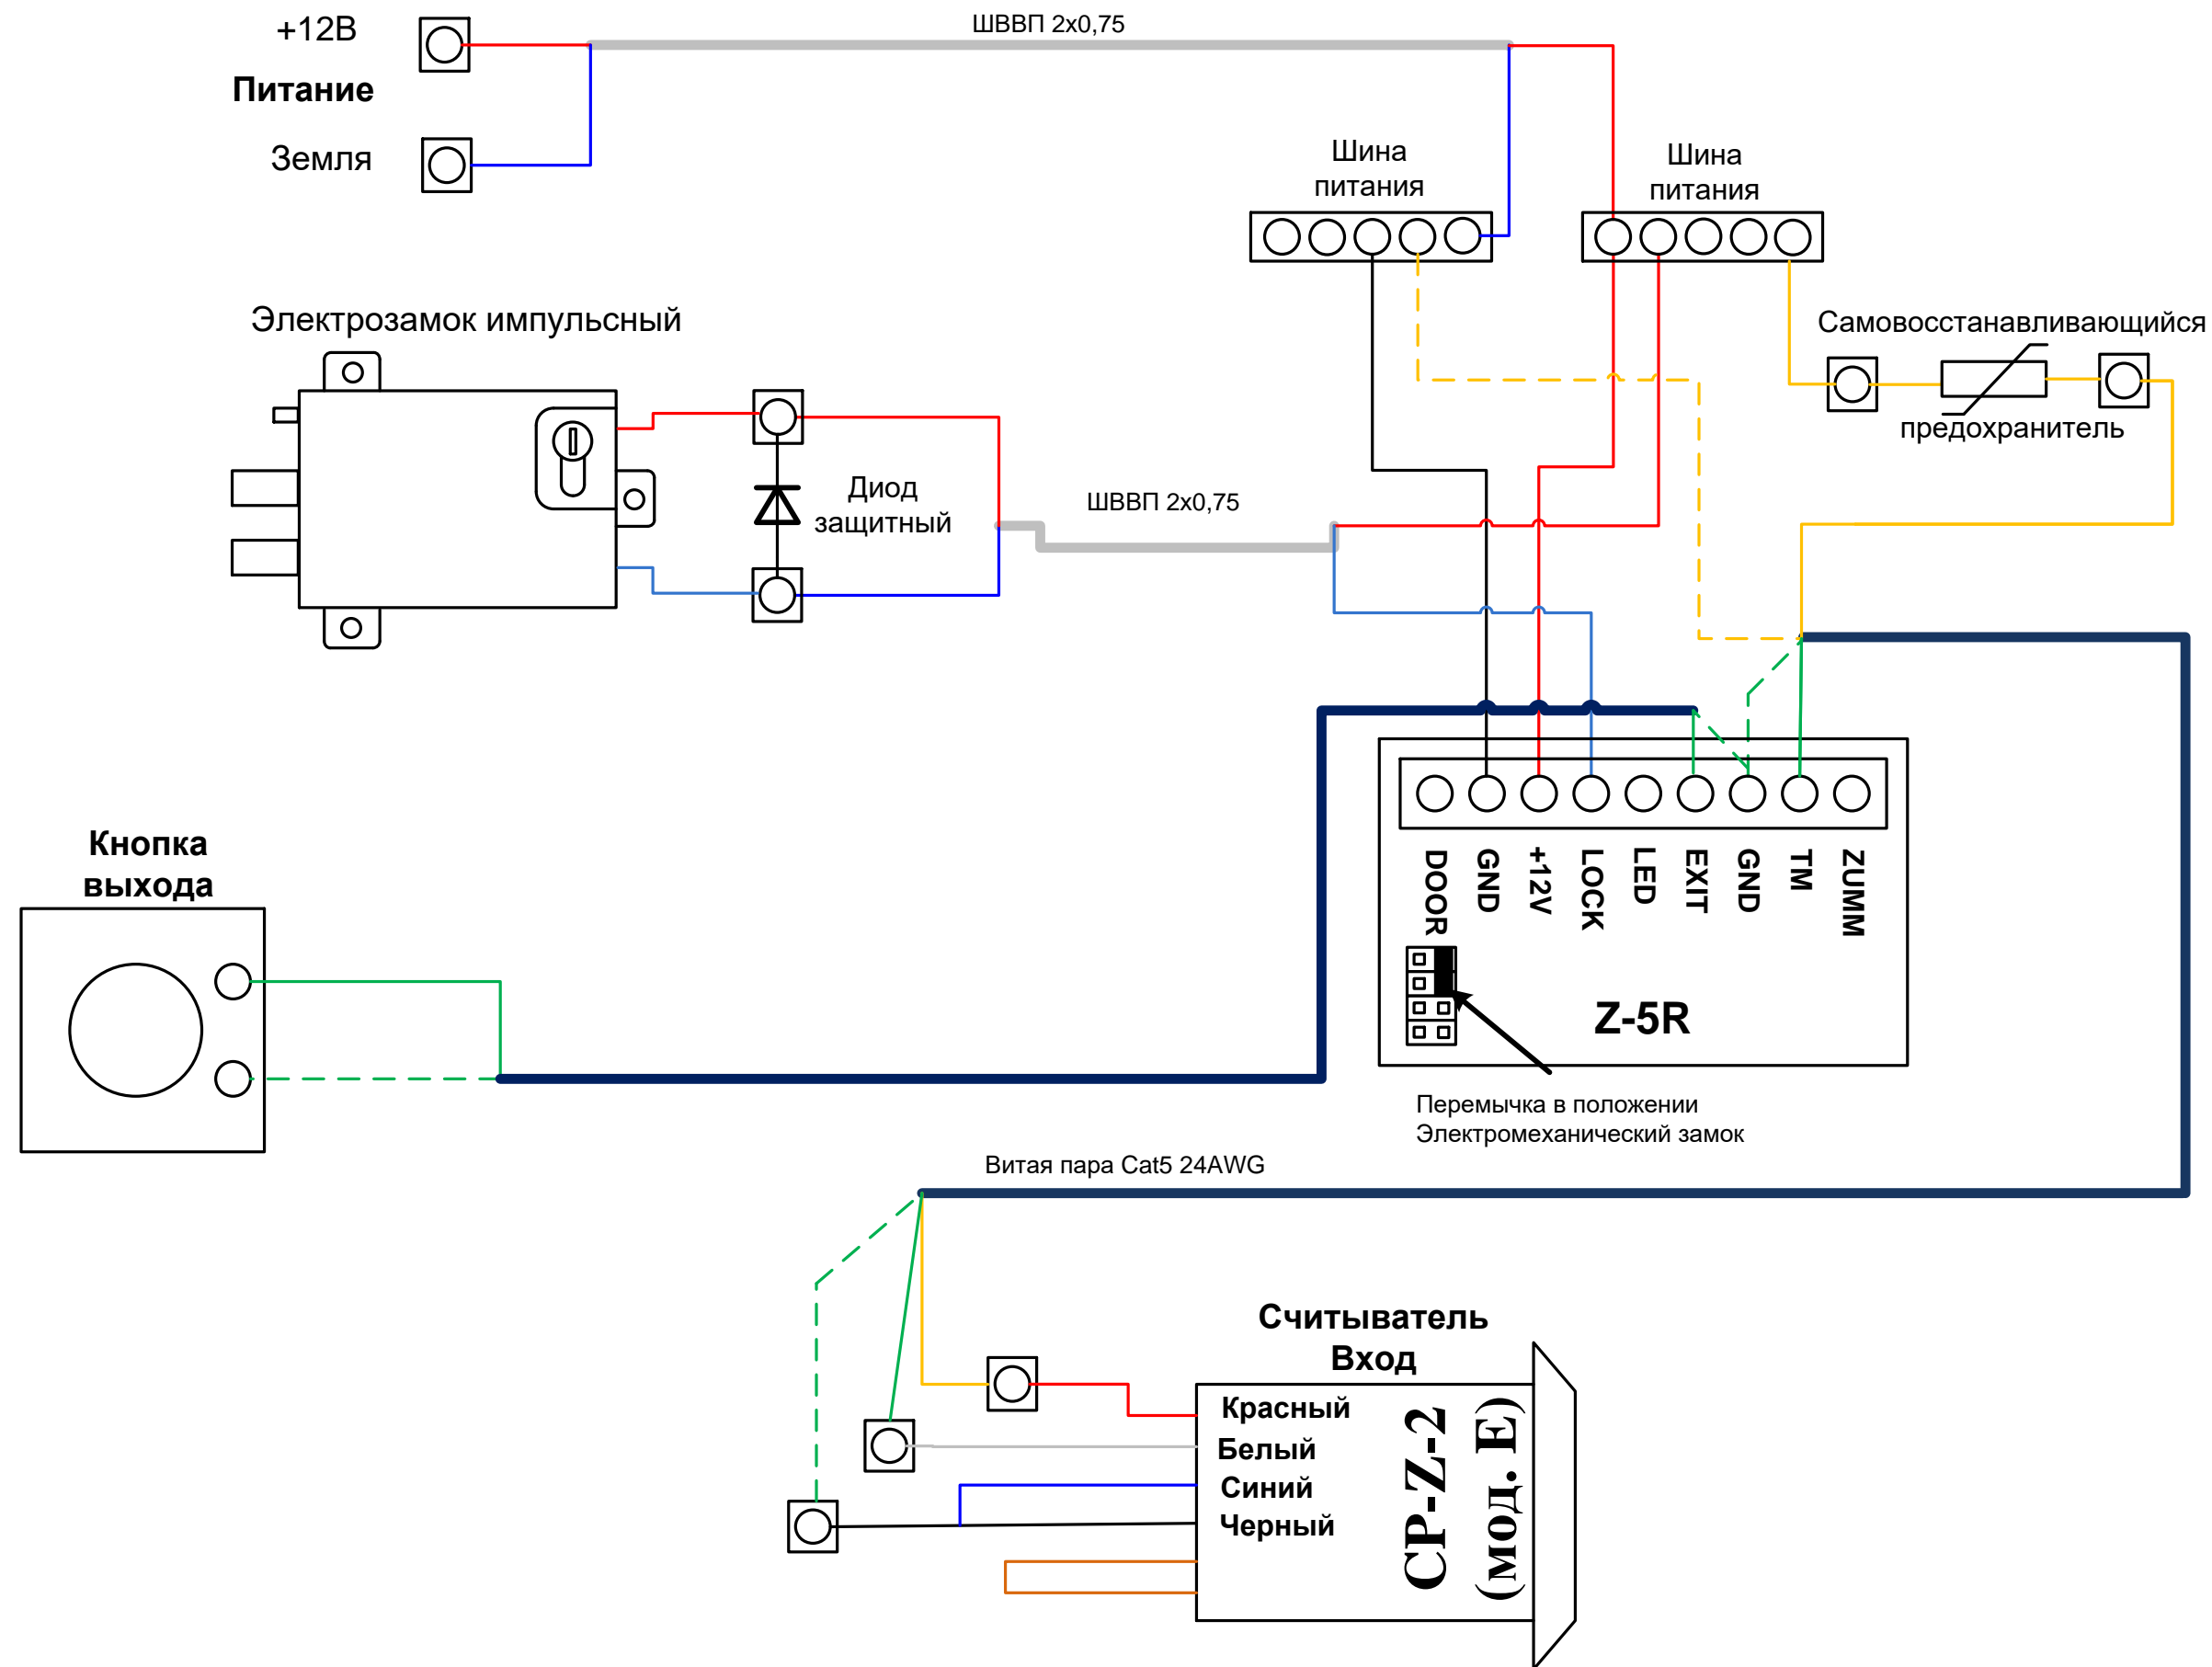 +12В
ШВВП 2x0,75
Питание
Земля
Шина
питания
Шина
питания
Электрозамок импульсный
Самовосстанавливающийся
предохранитель
Диод
защитный
ШВВП 2x0,75
Кнопка
выхода
DOOR
GND
+12V
LOCK
LED
EXIT
GND
TM
ZUMM
Z-5R
Перемычка в положении
Электромеханический замок
Витая пара Cat5 24AWG
Считыватель
Вход
Красный
Белый
Синий
Черный
CP-Z-2
(мод. Е)